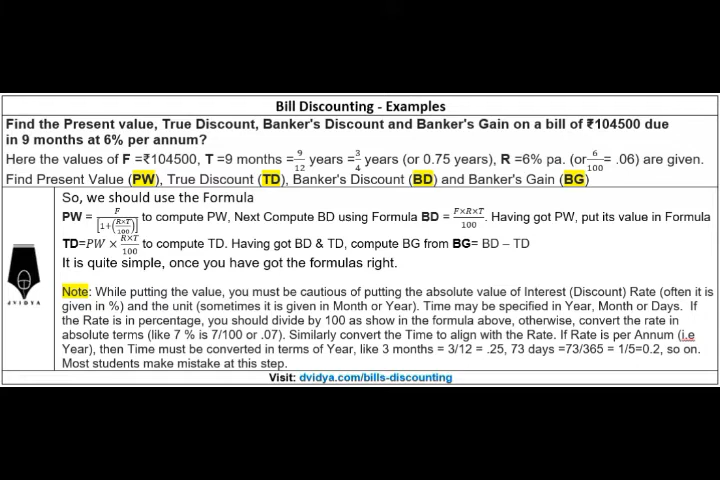 Bill Discounting - Examples
Find the Present value, True Discount, Banker's Discount and Banker's Gain on a bill of ₹104500 due
in 9 months at 6% per annum?
Here the values of F =₹104500, T =9 months =9/12 years =3/4 years (or 0.75 years), R =6% pa. (or 6/100 = .06) are given.
Find Present Value (PW), True Discount (TD), Banker's Discount (BD) and Banker's Gain (BG)
So, we should use the Formula
PW = F/[1+(R×T/100)] to compute PW, Next Compute BD using Formula BD = F×R×T/100. Having got PW, put its value in Formula
TD=PW × R×T/100 to compute TD. Having got BD & TD, compute BG from BG= BD – TD
It is quite simple, once you have got the formulas right.
Note: While putting the value, you must be cautious of putting the absolute value of Interest (Discount) Rate (often it is
given in %) and the unit (sometimes it is given in Month or Year). Time may be specified in Year, Month or Days. If
the Rate is in percentage, you should divide by 100 as show in the formula above, otherwise, convert the rate in
absolute terms (like 7 % is 7/100 or .07). Similarly convert the Time to align with the Rate. If Rate is per Annum (i.e
Year), then Time must be converted in terms of Year, like 3 months = 3/12 = .25, 73 days =73/365 = 1/5=0.2, so on.
Most students make mistake at this step.
DVIDYA
Visit: dvidya.com/bills-discounting